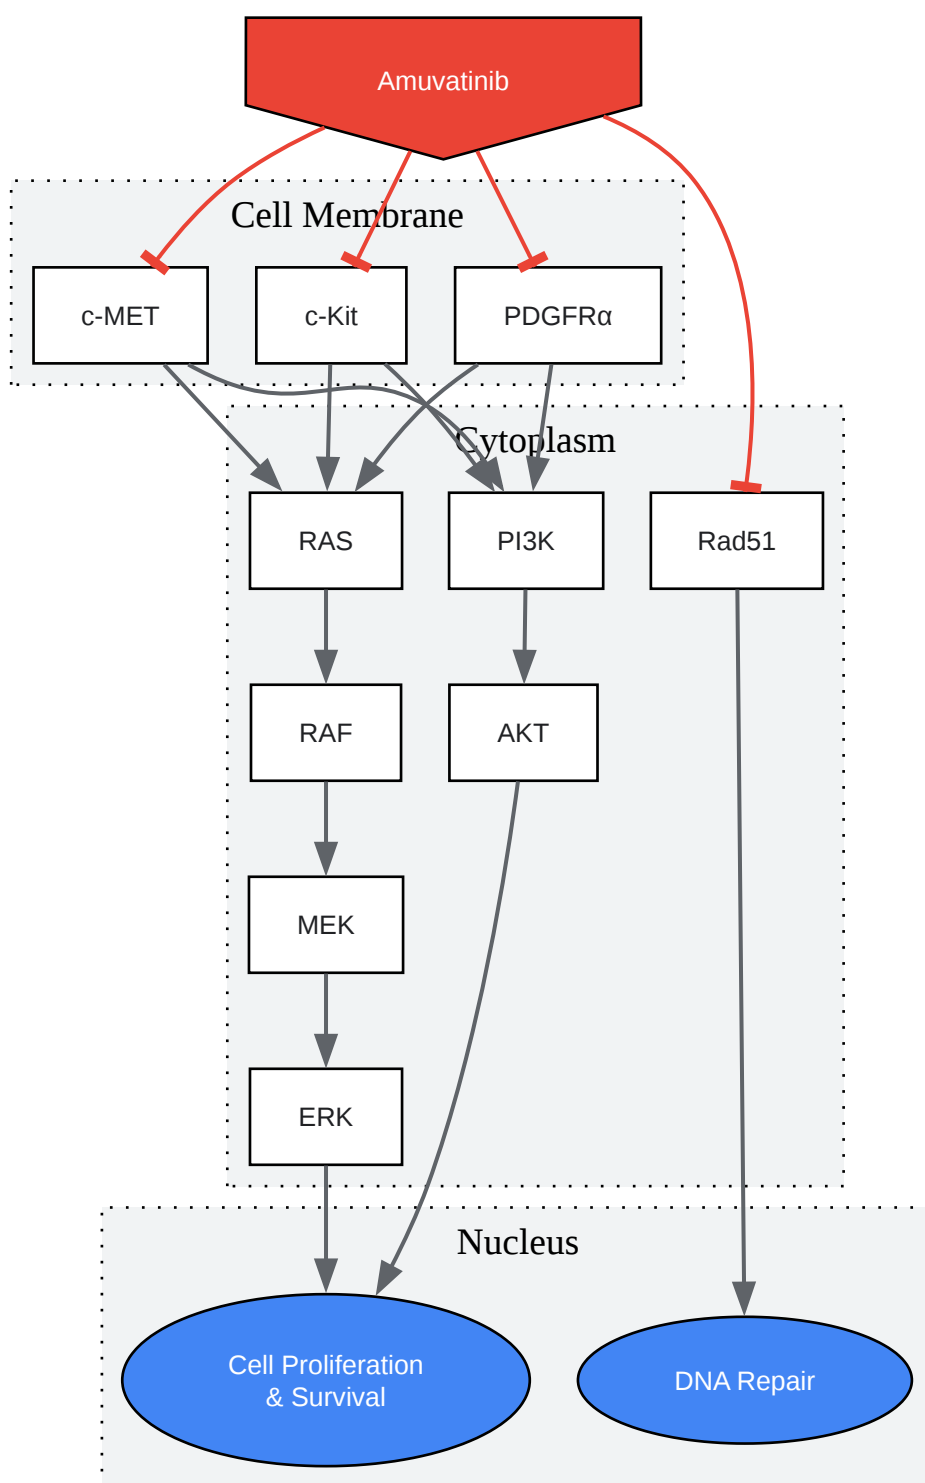 Amuvatinib
Cell Membrane
c-MET
c-Kit
PDGFRα
Cytoplasm
RAS
PI3K
Rad51
RAF
AKT
MEK
ERK
Nucleus
Cell Proliferation
& Survival
DNA Repair